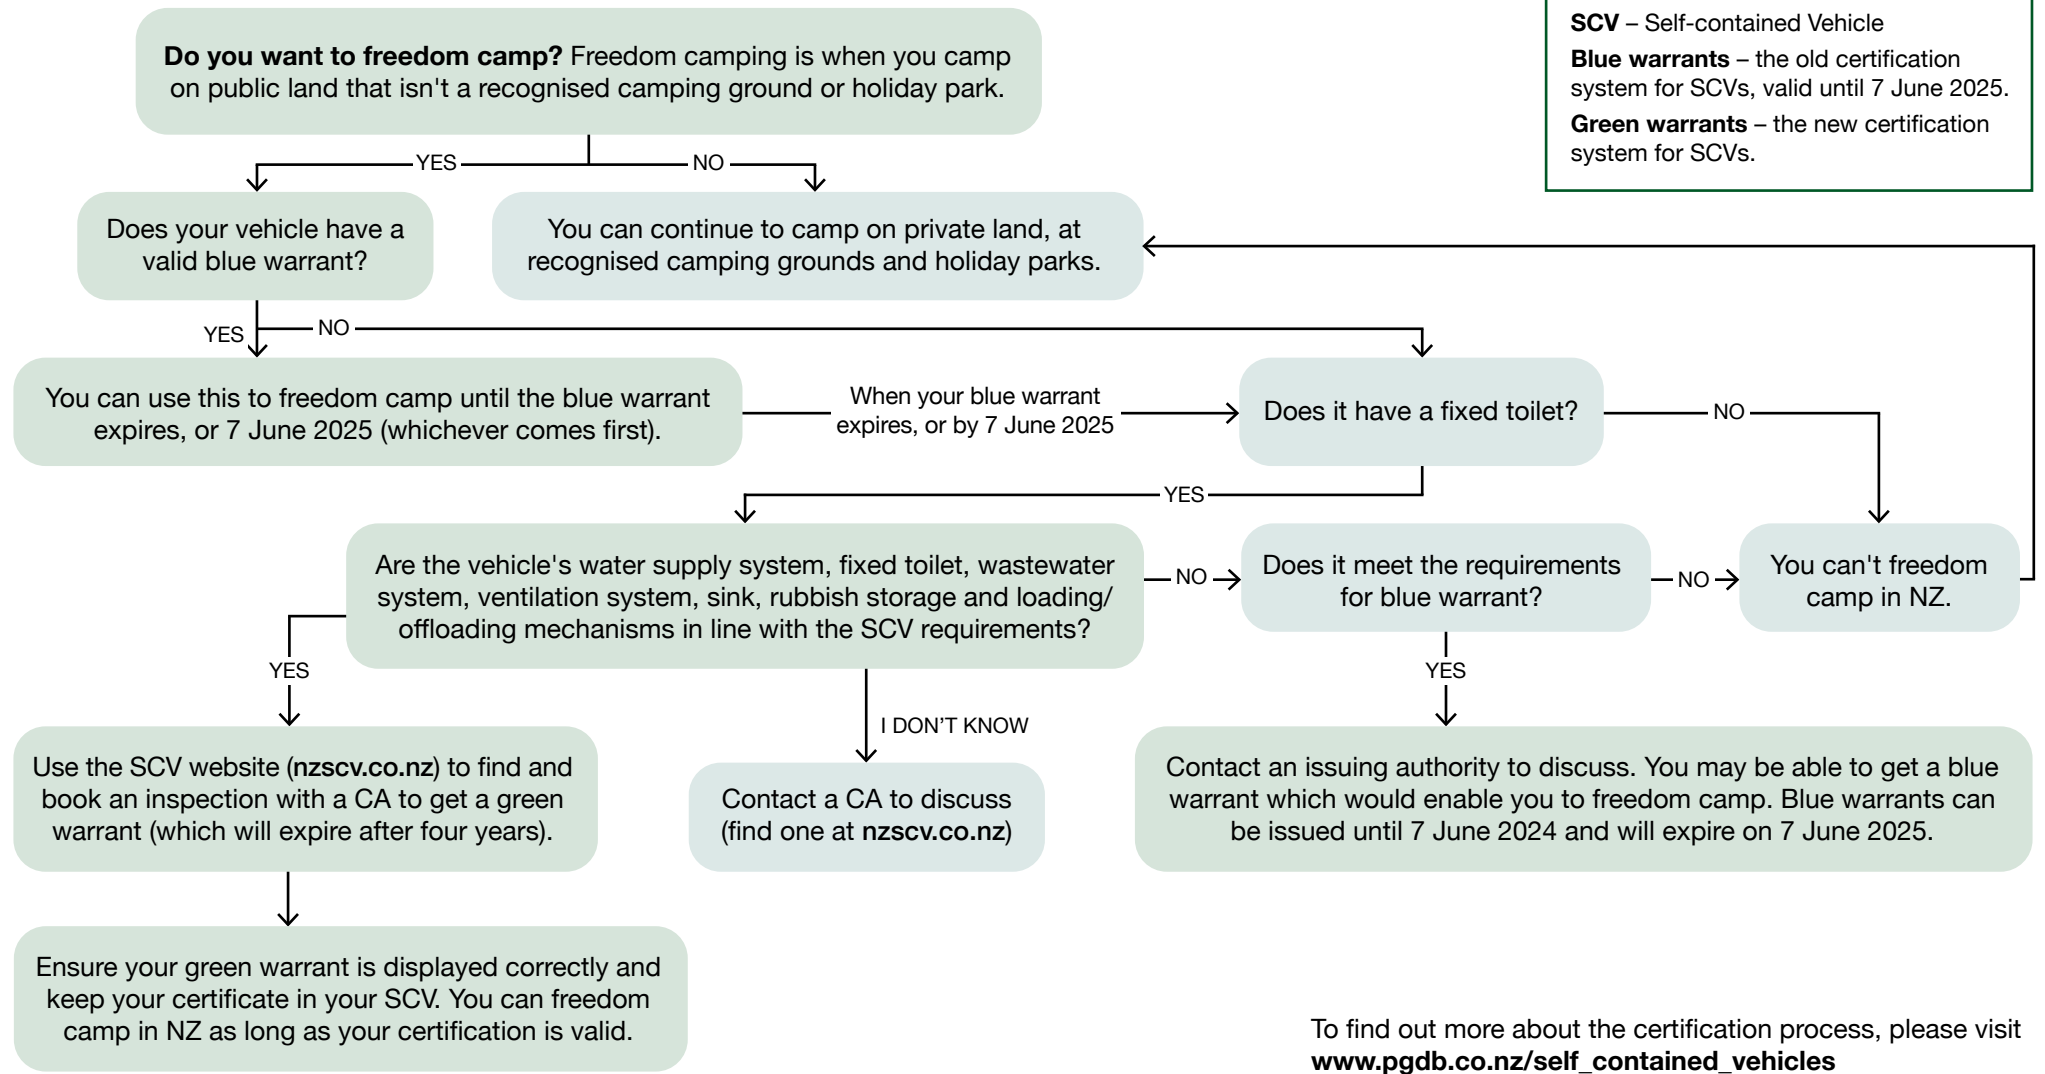 SCV – Self-contained Vehicle
Blue warrants – the old certification
system for SCVs, valid until 7 June 2025.
Green warrants – the new certification
system for SCVs.
Do you want to freedom camp? Freedom camping is when you camp
on public land that isn't a recognised camping ground or holiday park.
YES
NO
Does your vehicle have a
valid blue warrant?
You can continue to camp on private land, at
recognised camping grounds and holiday parks.
YES
NO
You can use this to freedom camp until the blue warrant
expires, or 7 June 2025 (whichever comes first).
When your blue warrant
expires, or by 7 June 2025
Does it have a fixed toilet?
NO
YES
Are the vehicle's water supply system, fixed toilet, wastewater
system, ventilation system, sink, rubbish storage and loading/
offloading mechanisms in line with the SCV requirements?
NO
Does it meet the requirements
for blue warrant?
NO
You can't freedom
camp in NZ.
YES
I DON'T KNOW
YES
Use the SCV website (nzscv.co.nz) to find and
book an inspection with a CA to get a green
warrant (which will expire after four years).
Contact a CA to discuss
(find one at nzscv.co.nz)
Contact an issuing authority to discuss. You may be able to get a blue
warrant which would enable you to freedom camp. Blue warrants can
be issued until 7 June 2024 and will expire on 7 June 2025.
Ensure your green warrant is displayed correctly and
keep your certificate in your SCV. You can freedom
camp in NZ as long as your certification is valid.
To find out more about the certification process, please visit
www.pgdb.co.nz/self_contained_vehicles